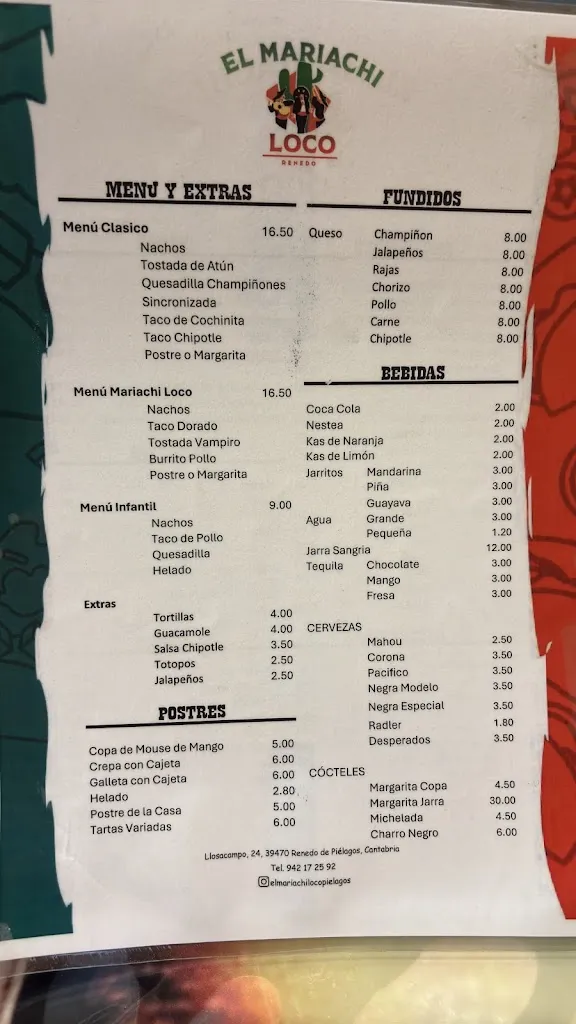 EL MARIACHI
LOCO
RENEDO
MENÚ Y EXTRAS
Menú Clasico 16.50
Nachos
Tostada de Atún
Quesadilla Champiñones
Sincronizada
Taco de Cochinita
Taco Chipotle
Postre o Margarita
Menú Mariachi Loco 16.50
Nachos
Taco Dorado
Tostada Vampiro
Burrito Pollo
Postre o Margarita
Menú Infantil 9.00
Nachos
Taco de Pollo
Quesadilla
Helado
Extras
Tortillas 4.00
Guacamole 4.00
Salsa Chipotle 3.50
Totopos 2.50
Jalapeños 2.50
POSTRES
Copa de Mouse de Mango 5.00
Crepa con Cajeta 6.00
Galleta con Cajeta 6.00
Helado 2.80
Postre de la Casa 5.00
Tartas Variadas 6.00
FUNDIDOS
Queso Champiñon 8.00
Jalapeños 8.00
Rajas 8.00
Chorizo 8.00
Pollo 8.00
Carne 8.00
Chipotle 8.00
BEBIDAS
Coca Cola 2.00
Nestea 2.00
Kas de Naranja 2.00
Kas de Limón 2.00
Jarritos Mandarina 3.00
Piña 3.00
Guayava 3.00
Agua Grande 3.00
Pequeña 1.20
Jarra Sangria 12.00
Tequila Chocolate 3.00
Mango 3.00
Fresa 3.00
CERVEZAS
Mahou 2.50
Corona 3.50
Pacifico 3.50
Negra Modelo 3.50
Negra Especial 3.50
Radler 1.80
Desperados 3.50
CÓCTELES
Margarita Copa 4.50
Margarita Jarra 30.00
Michelada 4.50
Charro Negro 6.00
Llosacampo, 24, 39470 Renedo de Piélagos, Cantabria
Tel. 942 17 25 92
elmariachilocopielagos